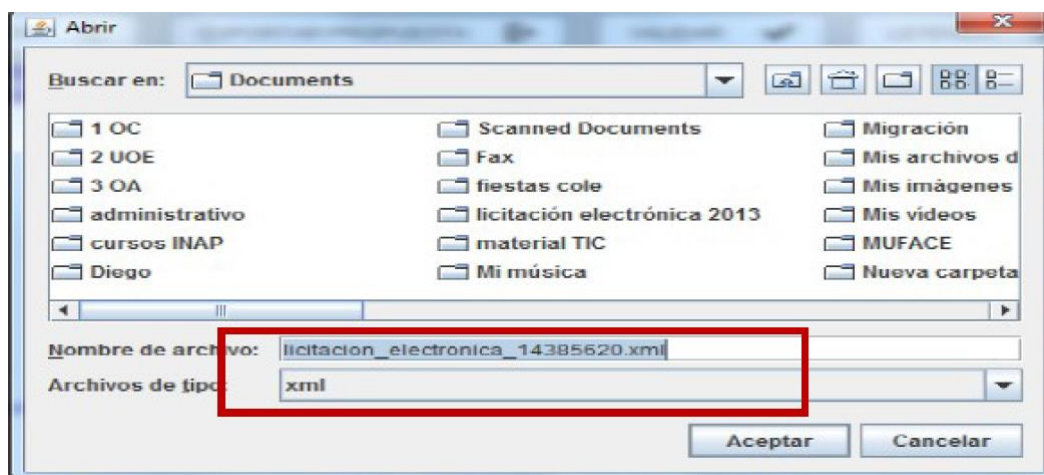 Abrir
Buscar en: Documents
1 OC Scanned Documents Migración
2 UOE Fax Mis archivos d
3 OA fiestas cole Mis imágenes
administrativo licitación electrónica 2013 Mis vídeos
cursos INAP material TIC MUFACE
Diego Mi música Nueva carpeta
Nombre de archivo: licitacion_electronica_14385620.xml
Archivos de tipo: xml
Aceptar Cancelar